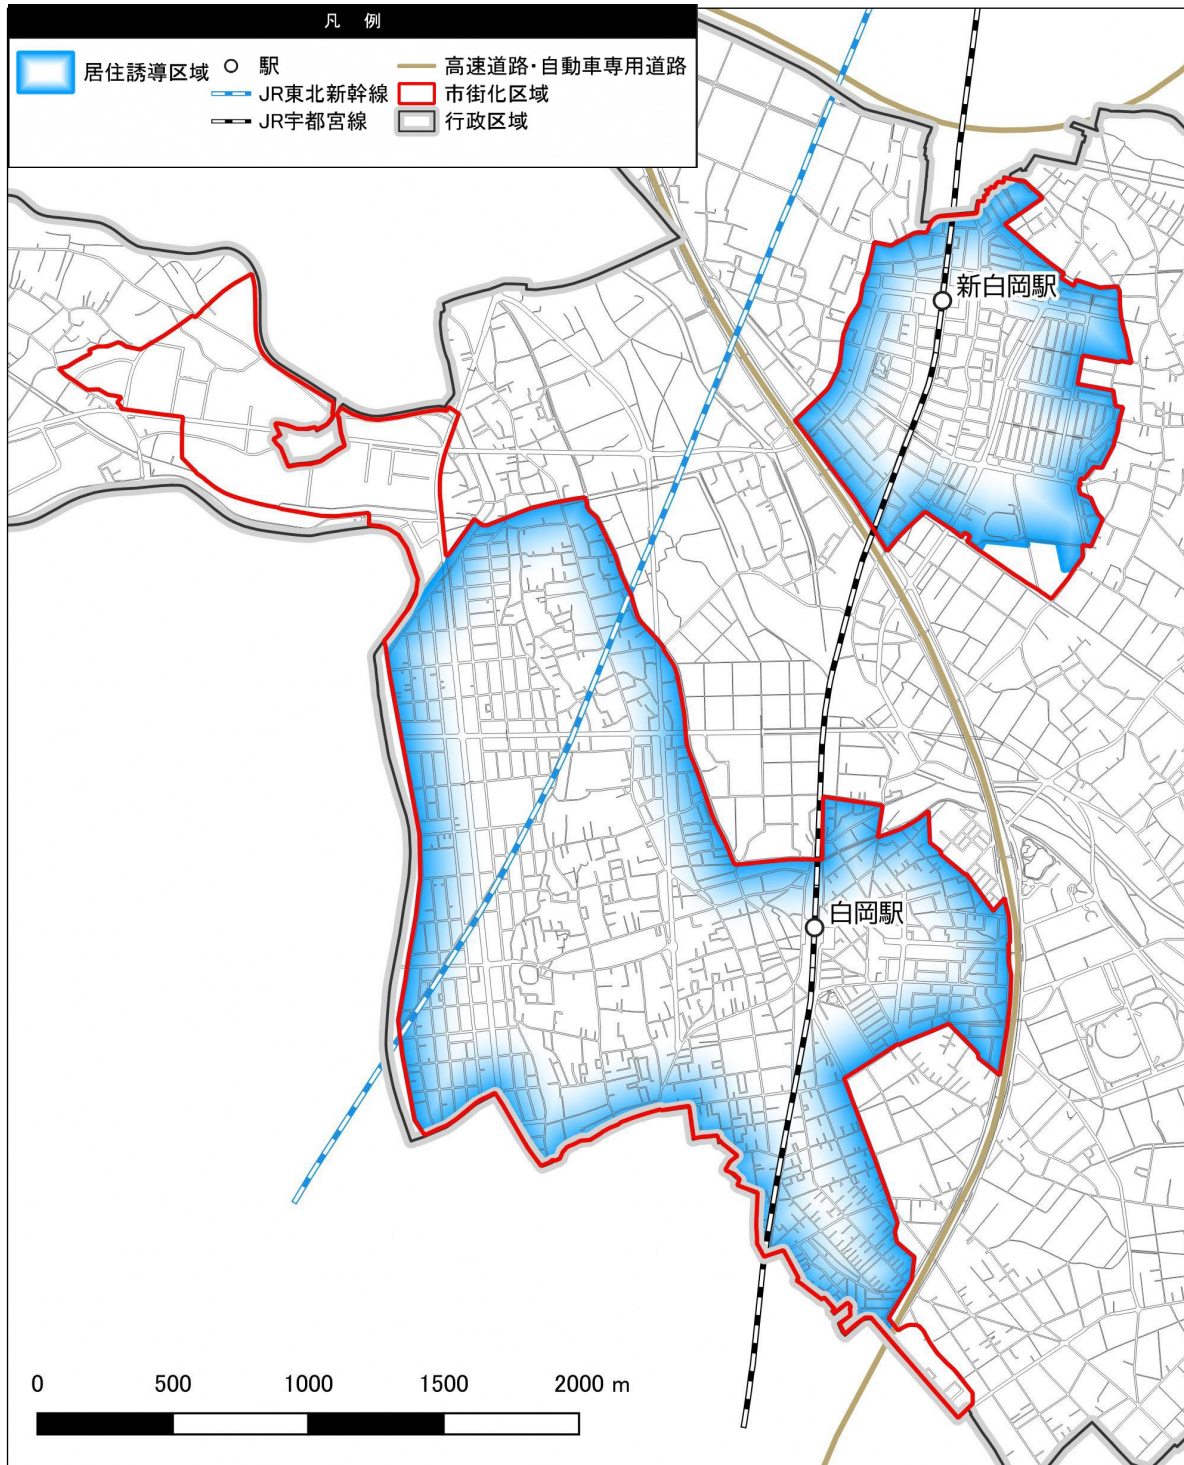 凡 例
居住誘導区域
駅
JR東北新幹線
JR宇都宮線
高速道路・自動車専用道路
市街化区域
行政区域
新白岡駅
白岡駅
0 500 1000 1500 2000 m